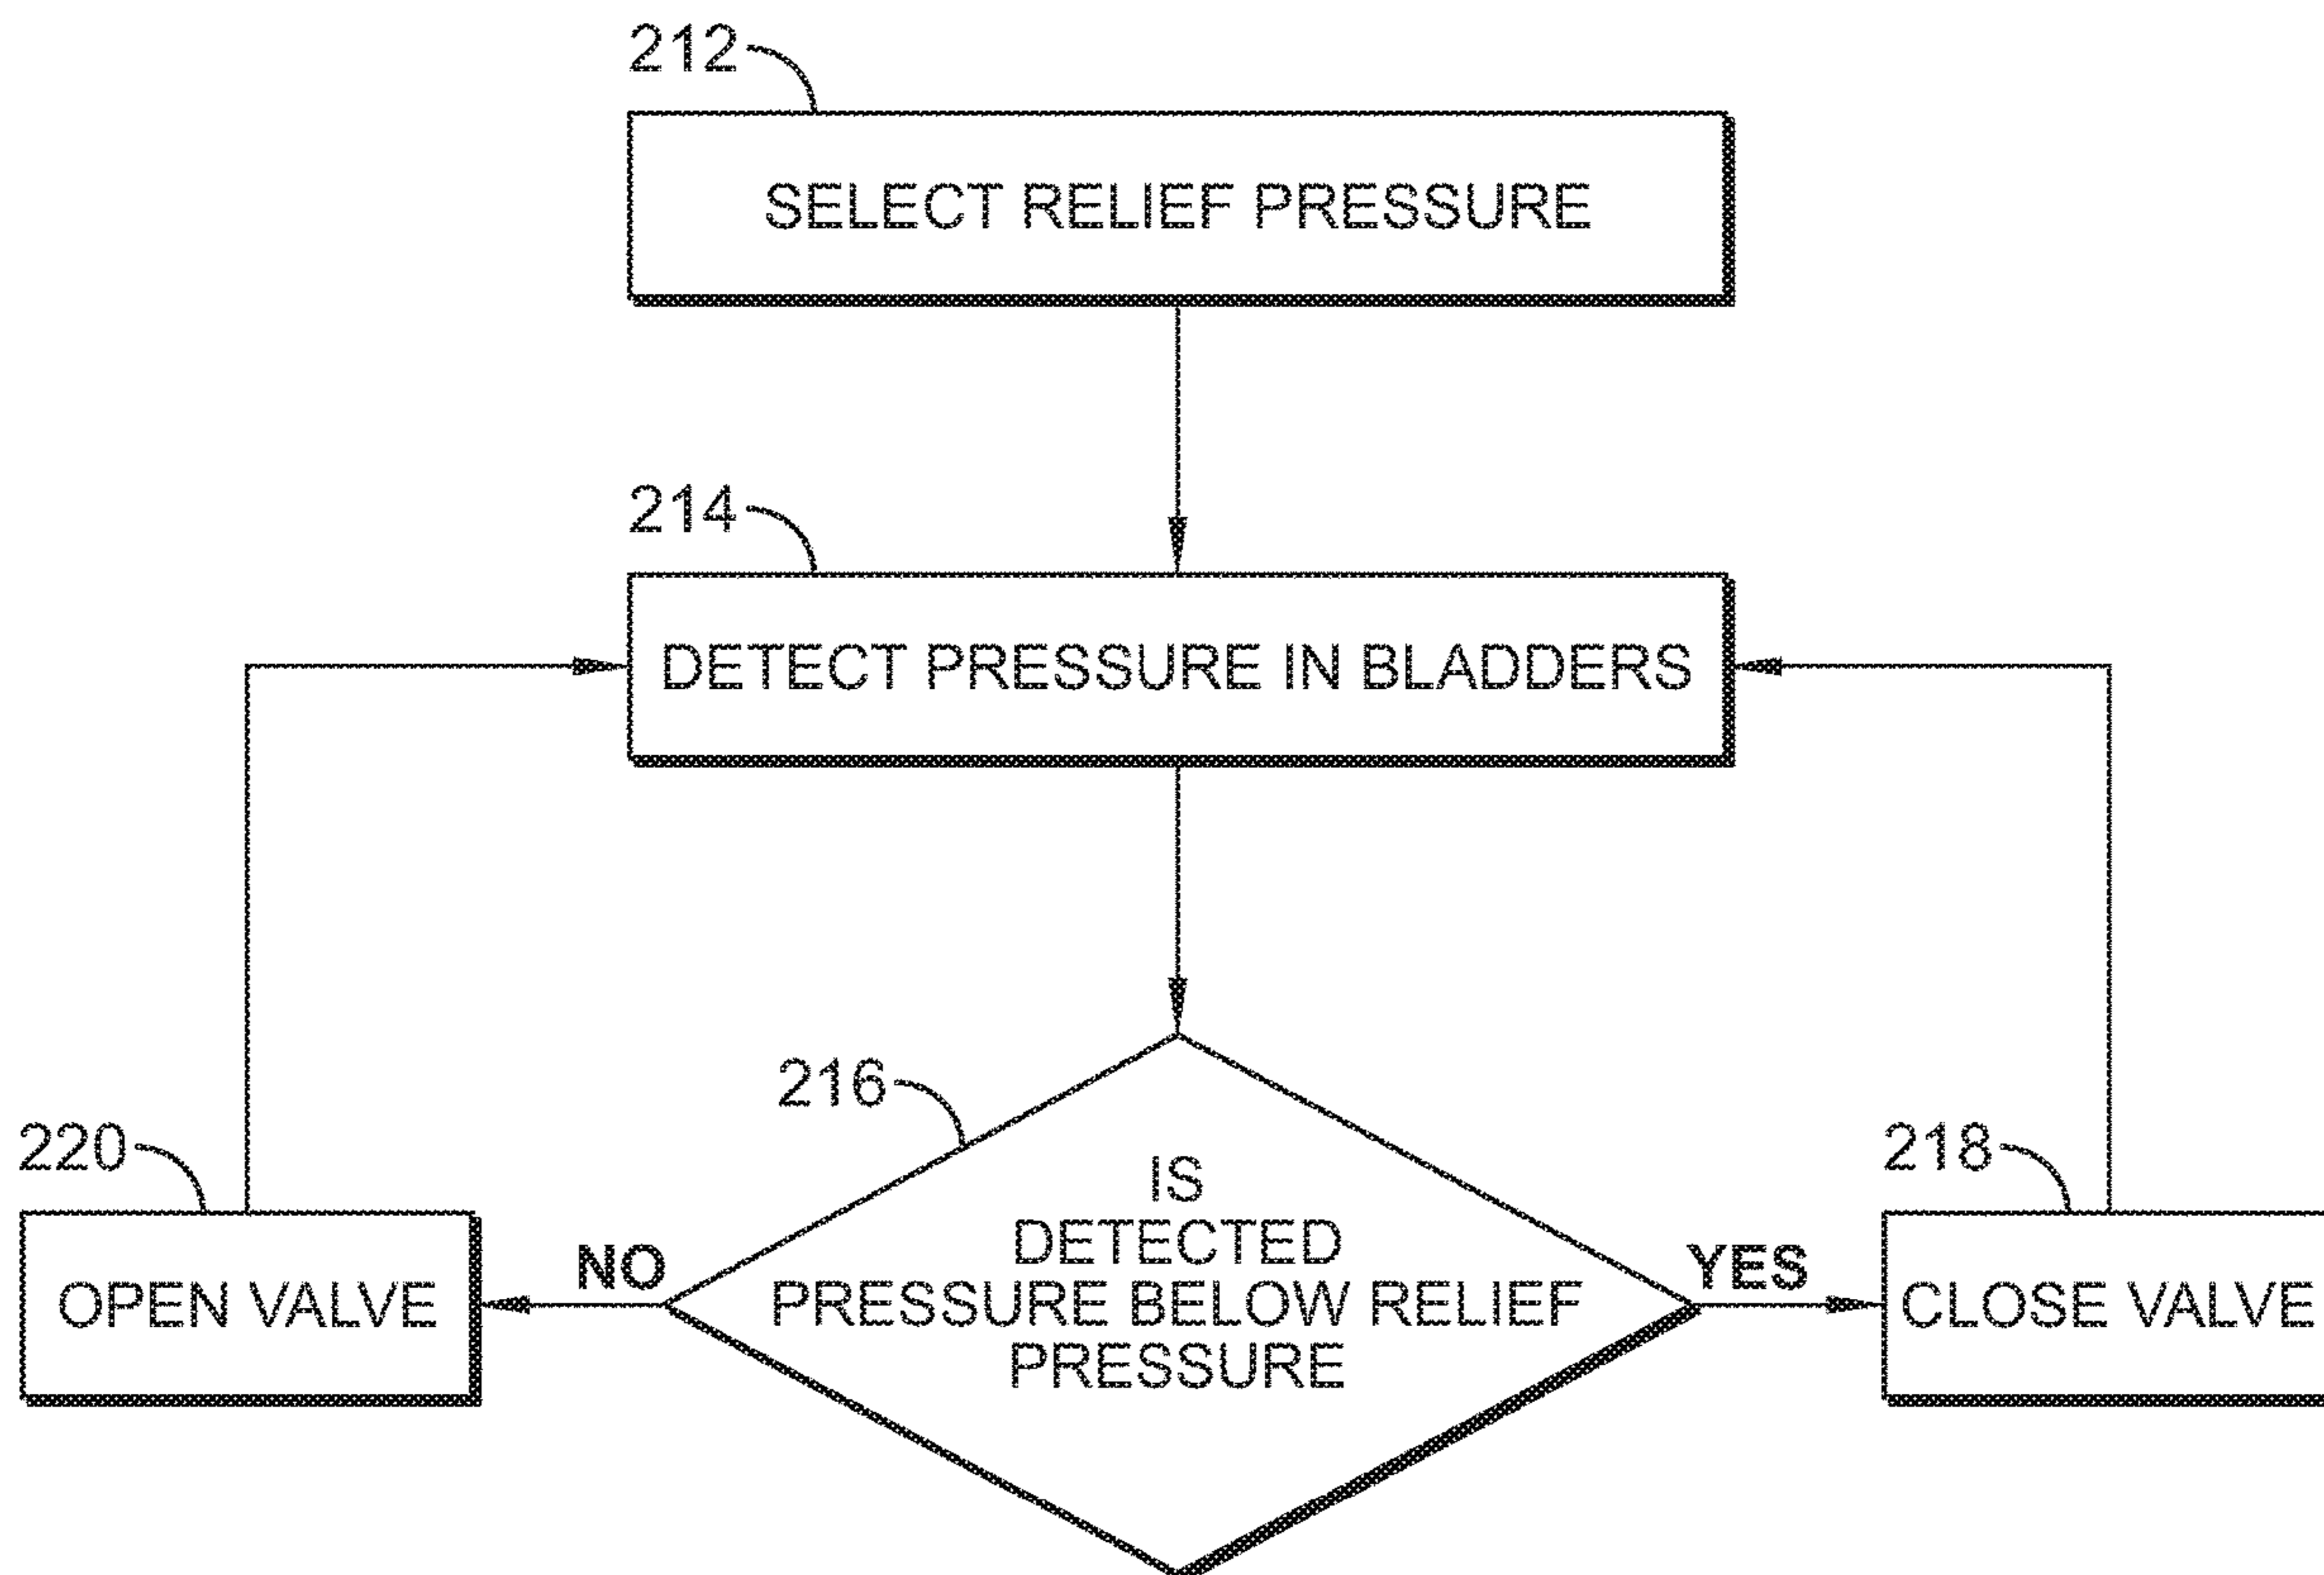 212
SELECT RELIEF PRESSURE
214
DETECT PRESSURE IN BLADDERS
216
IS
DETECTED
PRESSURE BELOW RELIEF
PRESSURE
220
OPEN VALVE
NO
YES
218
CLOSE VALVE